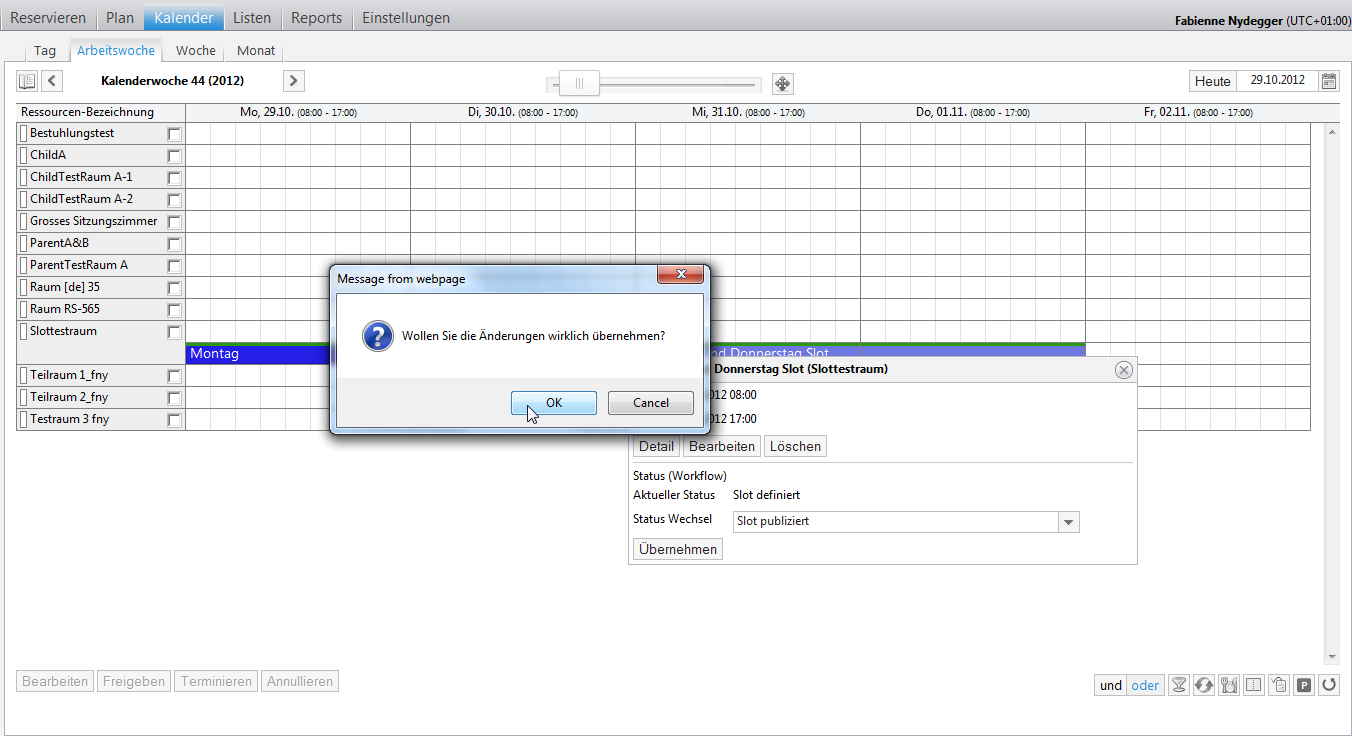 Reservieren Plan Kalender Listen Reports Einstellungen
Fabienne Nydegger (UTC+01:00)
Tag Arbeitswoche Woche Monat
Kalenderwoche 44 (2012)
Heute 29.10.2012
Ressourcen-Bezeichnung Mo, 29.10. (08:00 - 17:00) Di, 30.10. (08:00 - 17:00) Mi, 31.10. (08:00 - 17:00) Do, 01.11. (08:00 - 17:00) Fr, 02.11. (08:00 - 17:00)
Bestuhlungstest
ChildA
ChildTestRaum A-1
ChildTestRaum A-2
Grosses Sitzungszimmer
ParentA&B
ParentTestRaum A
Raum [de] 35
Raum RS-565
Slottestraum
Montag
Donnerstag Slot
Teilraum 1_fny
Teilraum 2_fny
Testraum 3 fny
Message from webpage
Wollen Sie die Änderungen wirklich übernehmen?
OK Cancel
Donnerstag Slot (Slottestraum)
012 08:00
012 17:00
Detail Bearbeiten Löschen
Status (Workflow)
Aktueller Status Slot definiert
Status Wechsel Slot publiziert
Übernehmen
Bearbeiten Freigeben Terminieren Annullieren
und oder
P